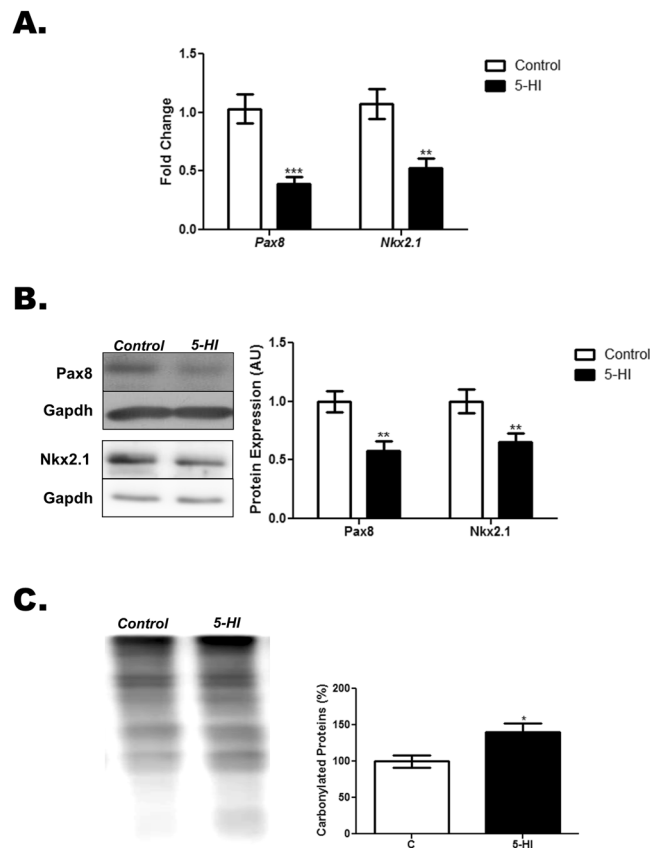 A.
1.5
1.0
0.5
0.0
Fold Change
***
**
Pax8
Nkx2.1
Control
5-HI
B.
Control
5-HI
Pax8
Gapdh
Nkx2.1
Gapdh
1.5
1.0
0.5
0.0
Protein Expression (AU)
**
**
Pax8
Nkx2.1
Control
5-HI
C.
Control
5-HI
200
150
100
50
0
Carbonylated Proteins (%)
*
C
5-HI